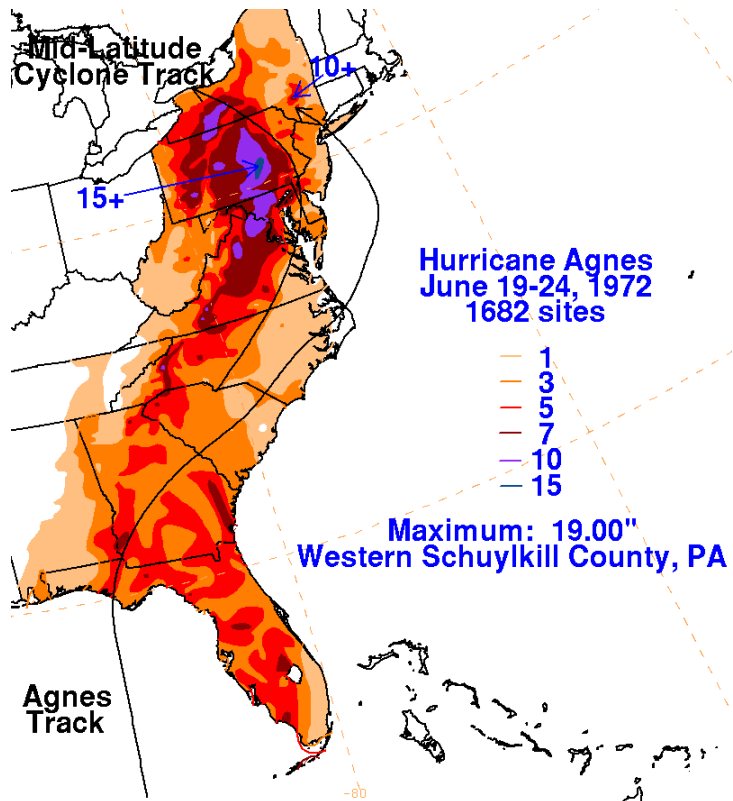 Mid-Latitude
Cyclone Track
10+
15+
Hurricane Agnes
June 19-24, 1972
1682 sites
1
3
5
7
10
15
Maximum:  19.00"
Western Schuylkill County, PA
Agnes
Track
-80